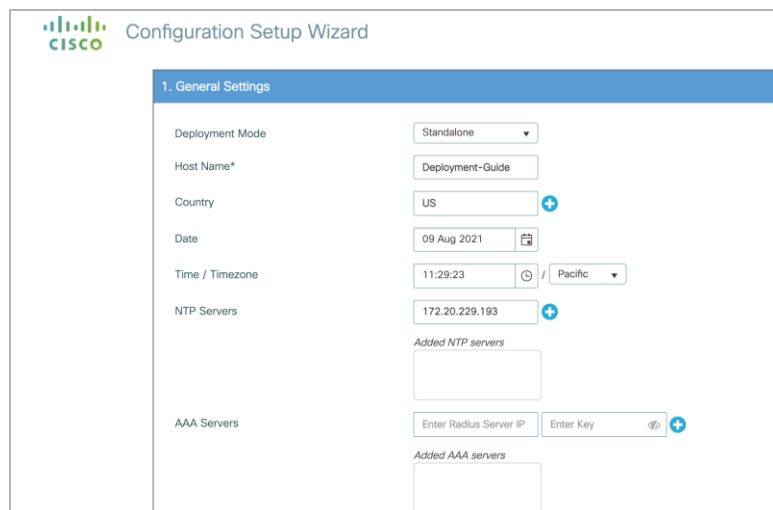 CISCO Configuration Setup Wizard
1. General Settings
Deployment Mode Standalone
Host Name* Deployment-Guide
Country US
Date 09 Aug 2021
Time / Timezone 11:29:23 / Pacific
NTP Servers 172.20.229.193
Added NTP servers
AAA Servers Enter Radius Server IP Enter Key
Added AAA servers